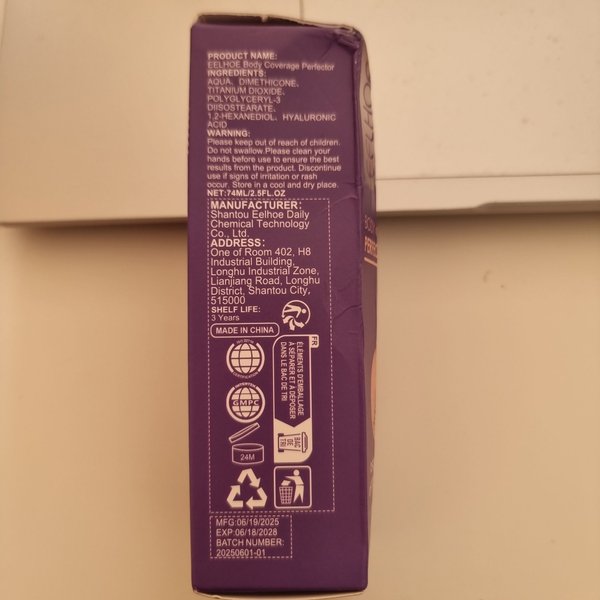 PRODUCT NAME:
EELHOE Body Coverage Perfector
INGREDIENTS:
AQUA、DIMETHICONE、
TITANIUM DIOXIDE、
POLYGLYCERYL-3
DIISOSTEARATE、
1,2-HEXANEDIOL、HYALURONIC
ACID
WARNING:
Please keep out of reach of children.
Do not swallow.Please clean your
hands before use to ensure the best
results from the product. Discontinue
use if signs of irritation or rash
occur. Store in a cool and dry place.
NET:74ML/2.5FL.OZ
MANUFACTURER:
Shantou Eelhoe Daily
Chemical Technology
Co., Ltd.
ADDRESS:
One of Room 402, H8
Industrial Building,
Longhu Industrial Zone,
Lianjiang Road, Longhu
District, Shantou City,
515000
SHELF LIFE:
3 Years
MADE IN CHINA
FR
ÉLÉMENTS D'EMBALLAGE
À SÉPARER ET À DÉPOSER
DANS LE BAC DE TRI
BAC
DE
TRI
GMPC
24M
MFG:06/19/2025
EXP:06/18/2028
BATCH NUMBER:
20250601-01
BODY